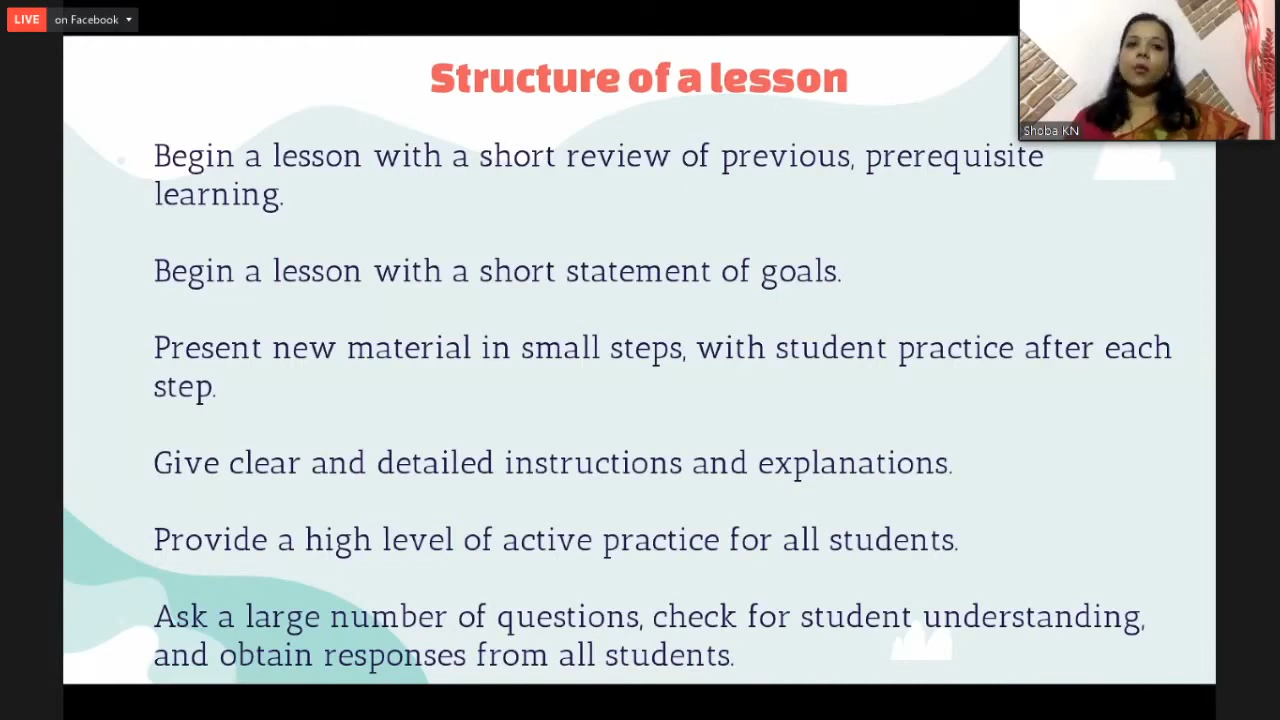 LIVE on Facebook
Structure of a lesson
Shoba KN
Begin a lesson with a short review of previous, prerequisite
learning.
Begin a lesson with a short statement of goals.
Present new material in small steps, with student practice after each
step.
Give clear and detailed instructions and explanations.
Provide a high level of active practice for all students.
Ask a large number of questions, check for student understanding,
and obtain responses from all students.